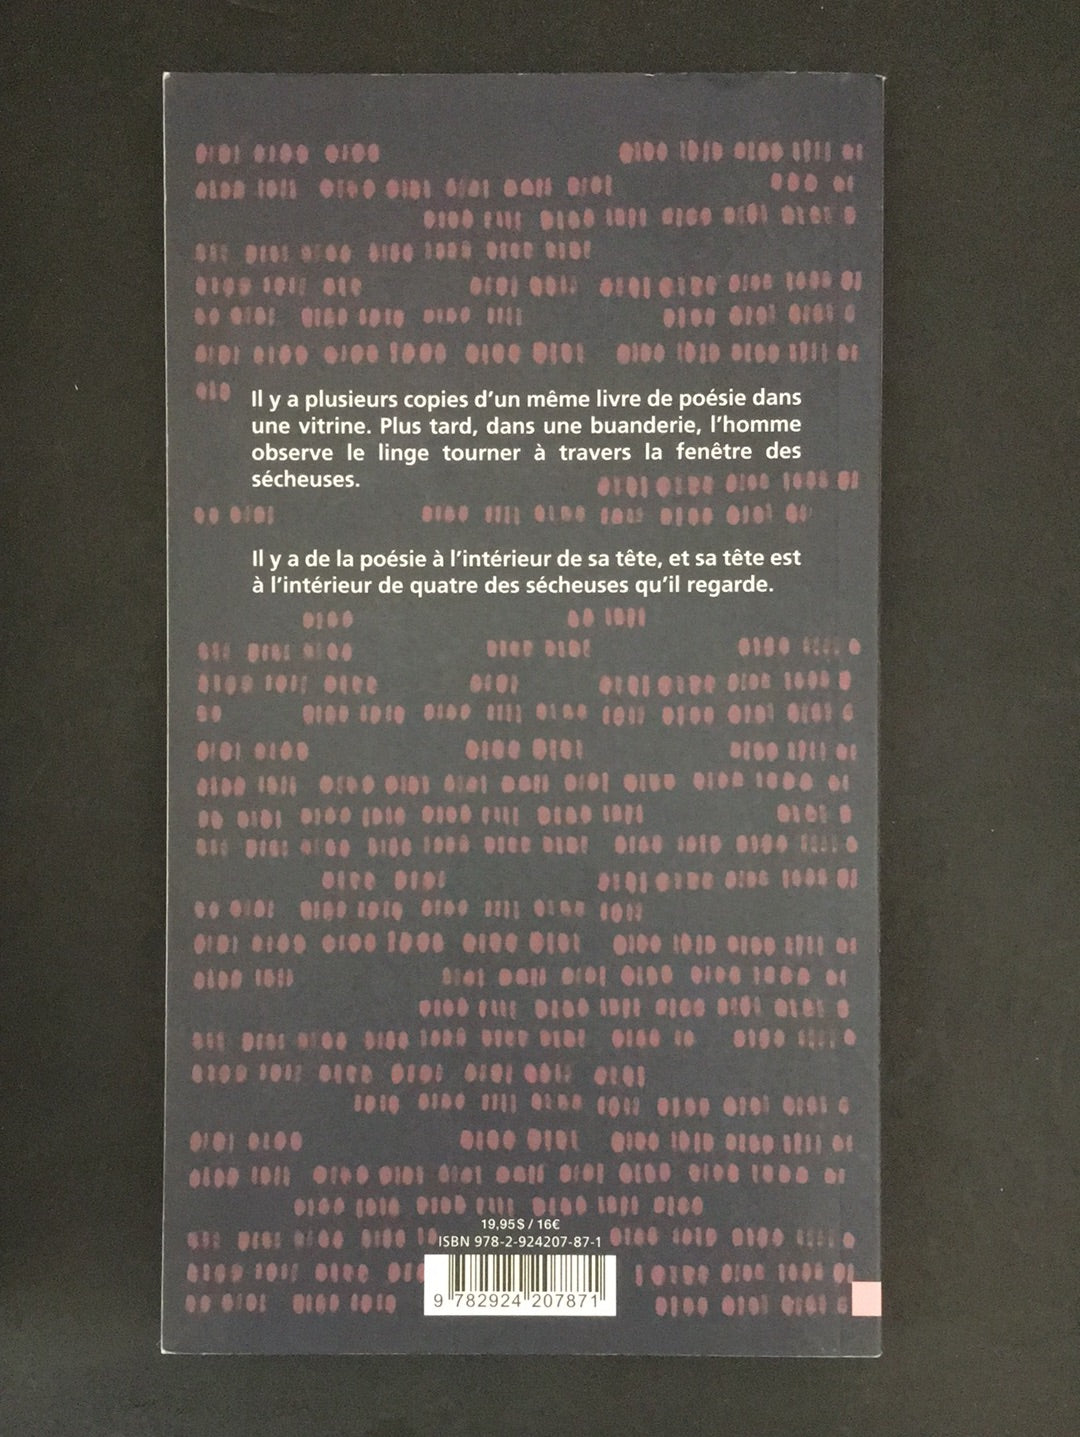 Il y a plusieurs copies d'un même livre de poésie dans
une vitrine. Plus tard, dans une buanderie, l'homme
observe le linge tourner à travers la fenêtre des
sécheuses.
Il y a de la poésie à l'intérieur de sa tête, et sa tête est
à l'intérieur de quatre des sécheuses qu'il regarde.
19,95 $ / 16€
ISBN 978-2-924207-87-1
9 782924 207871